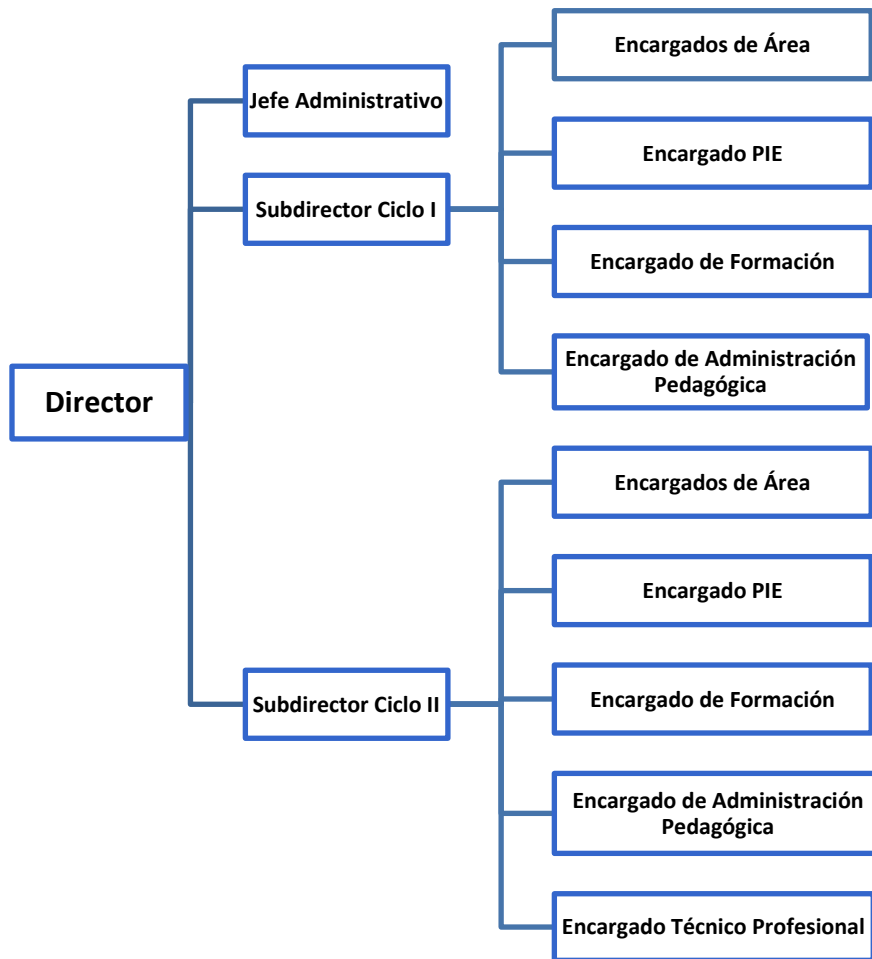 Director
Jefe Administrativo
Subdirector Ciclo I
Encargados de Área
Encargado PIE
Encargado de Formación
Encargado de Administración
Pedagógica
Subdirector Ciclo II
Encargados de Área
Encargado PIE
Encargado de Formación
Encargado de Administración
Pedagógica
Encargado Técnico Profesional